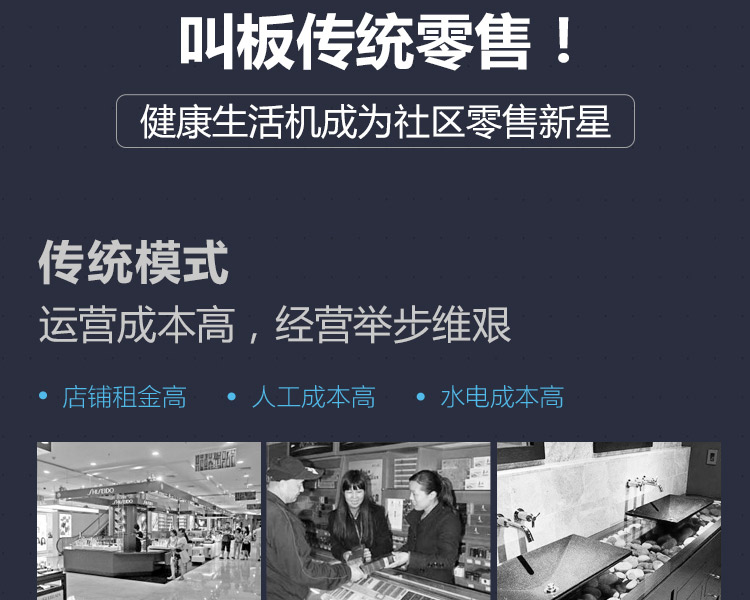 叫板传统零售！
健康生活机成为社区零售新星
传统模式
运营成本高，经营举步维艰
• 店铺租金高 • 人工成本高 • 水电成本高
SHISEIDO
SHISEIDO